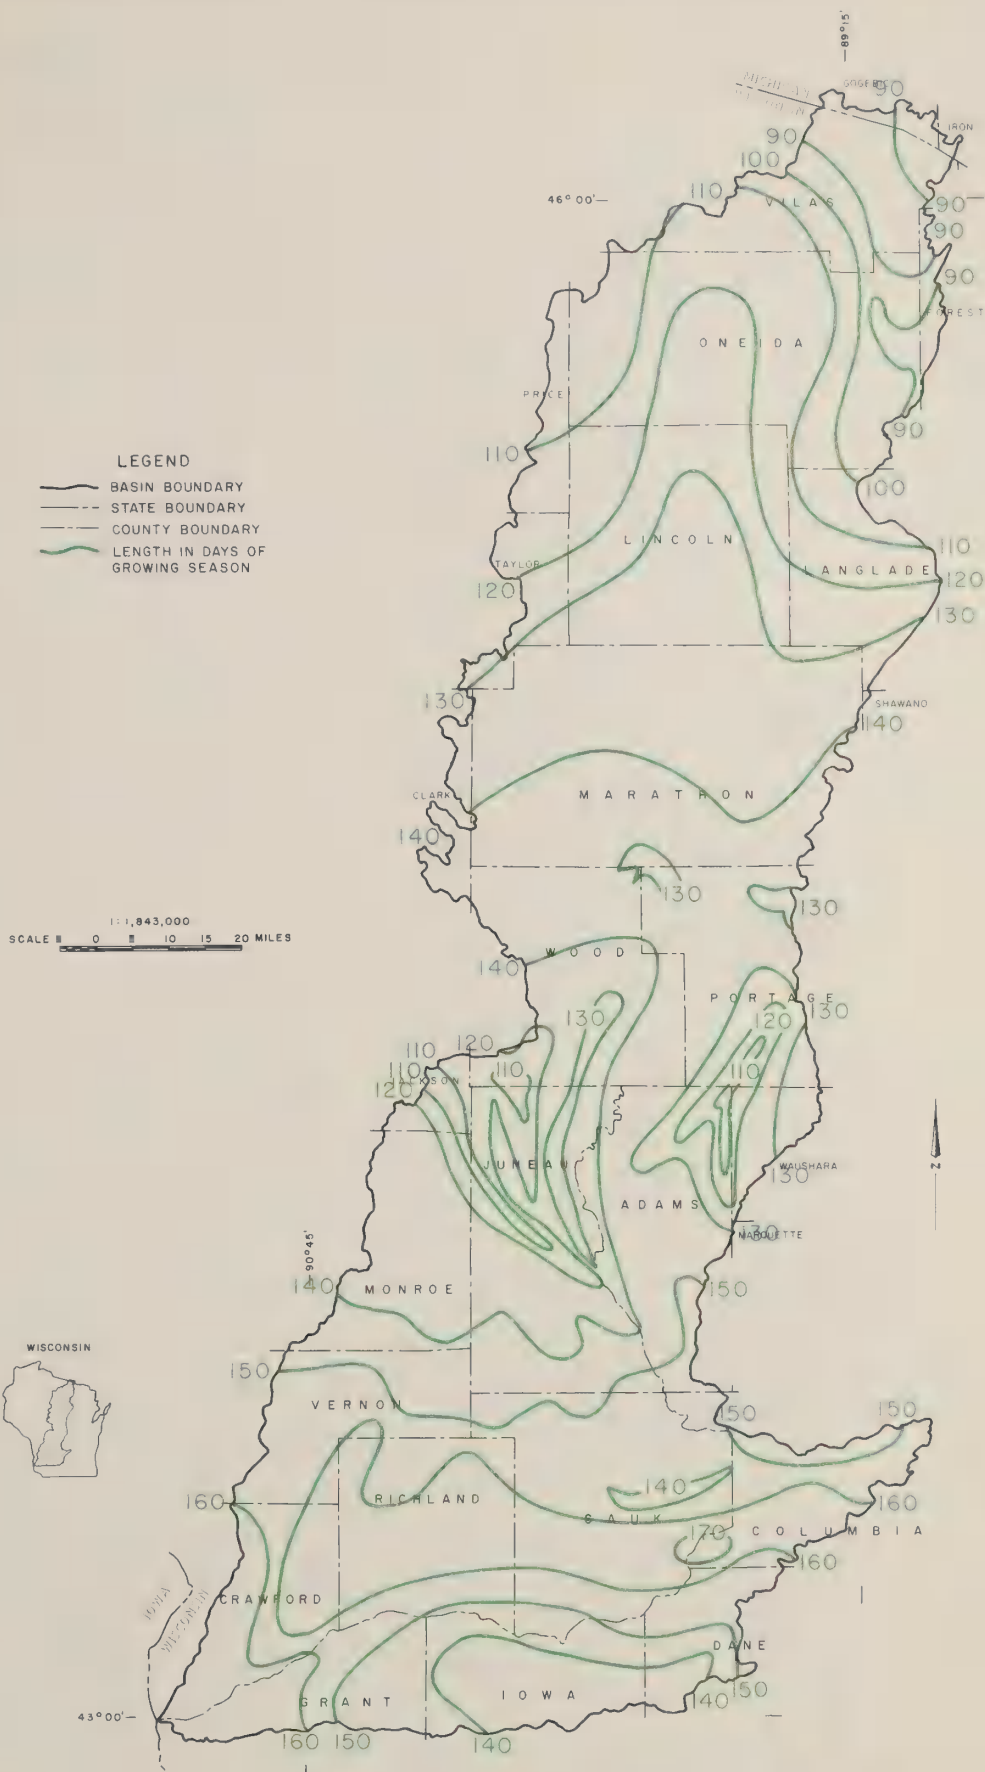 89°15'
MICHIGAN
GOGEBIC
90
WISCONSIN
IRON
90
100
110
VILAS
46°00'
90
90
90
FOREST
ONEIDA
PRICE
90
110
LEGEND
BASIN BOUNDARY
STATE BOUNDARY
COUNTY BOUNDARY
LENGTH IN DAYS OF
GROWING SEASON
100
LINCOLN
110
TAYLOR
LANGLADE
120
120
130
130
SHAWANO
140
CLARK
MARATHON
140
130
130
1:1,843,000
SCALE 5 0 5 10 15 20 MILES
WOOD
140
PORTAGE
130
130
120
120
110
110
110
110
JACKSON
120
JUNEAU
WAUSHARA
130
ADAMS
130
MARQUETTE
90°45'
N
140
MONROE
150
WISCONSIN
150
VERNON
150
150
140
RICHLAND
160
160
SAUK
170
COLUMBIA
160
CRAWFORD
IOWA
WISCONSIN
DANE
GRANT
IOWA
140
150
43°00'
160
150
140